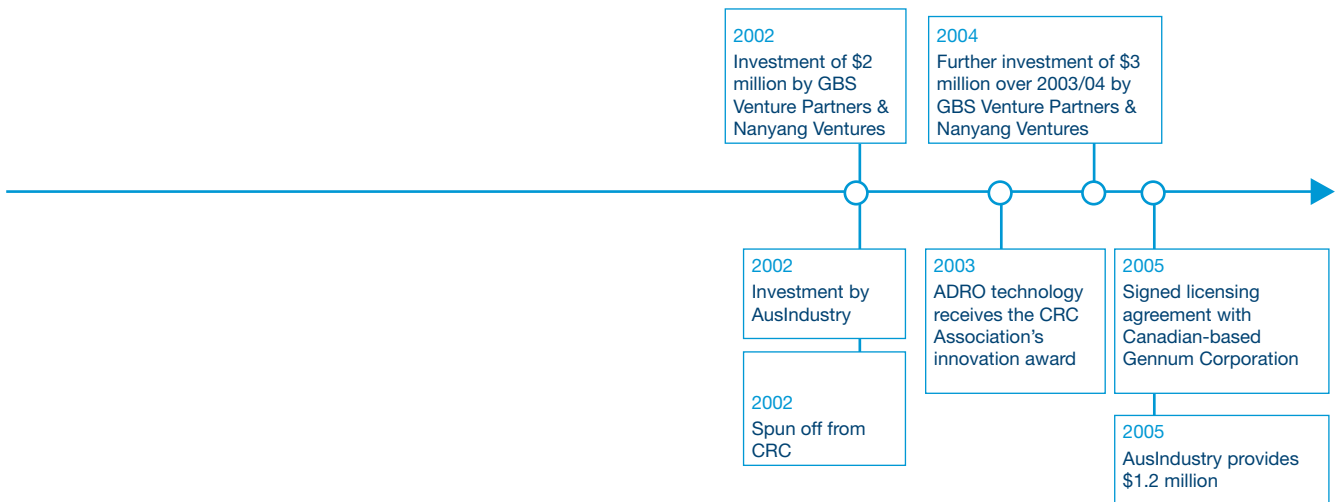 2002
Investment of $2
million by GBS
Venture Partners &
Nanyang Ventures
2004
Further investment of $3
million over 2003/04 by
GBS Venture Partners &
Nanyang Ventures
2002
Investment by
AusIndustry
2002
Spun off from
CRC
2003
ADRO technology
receives the CRC
Association’s
innovation award
2005
Signed licensing
agreement with
Canadian-based
Gennum Corporation
2005
AusIndustry provides
$1.2 million